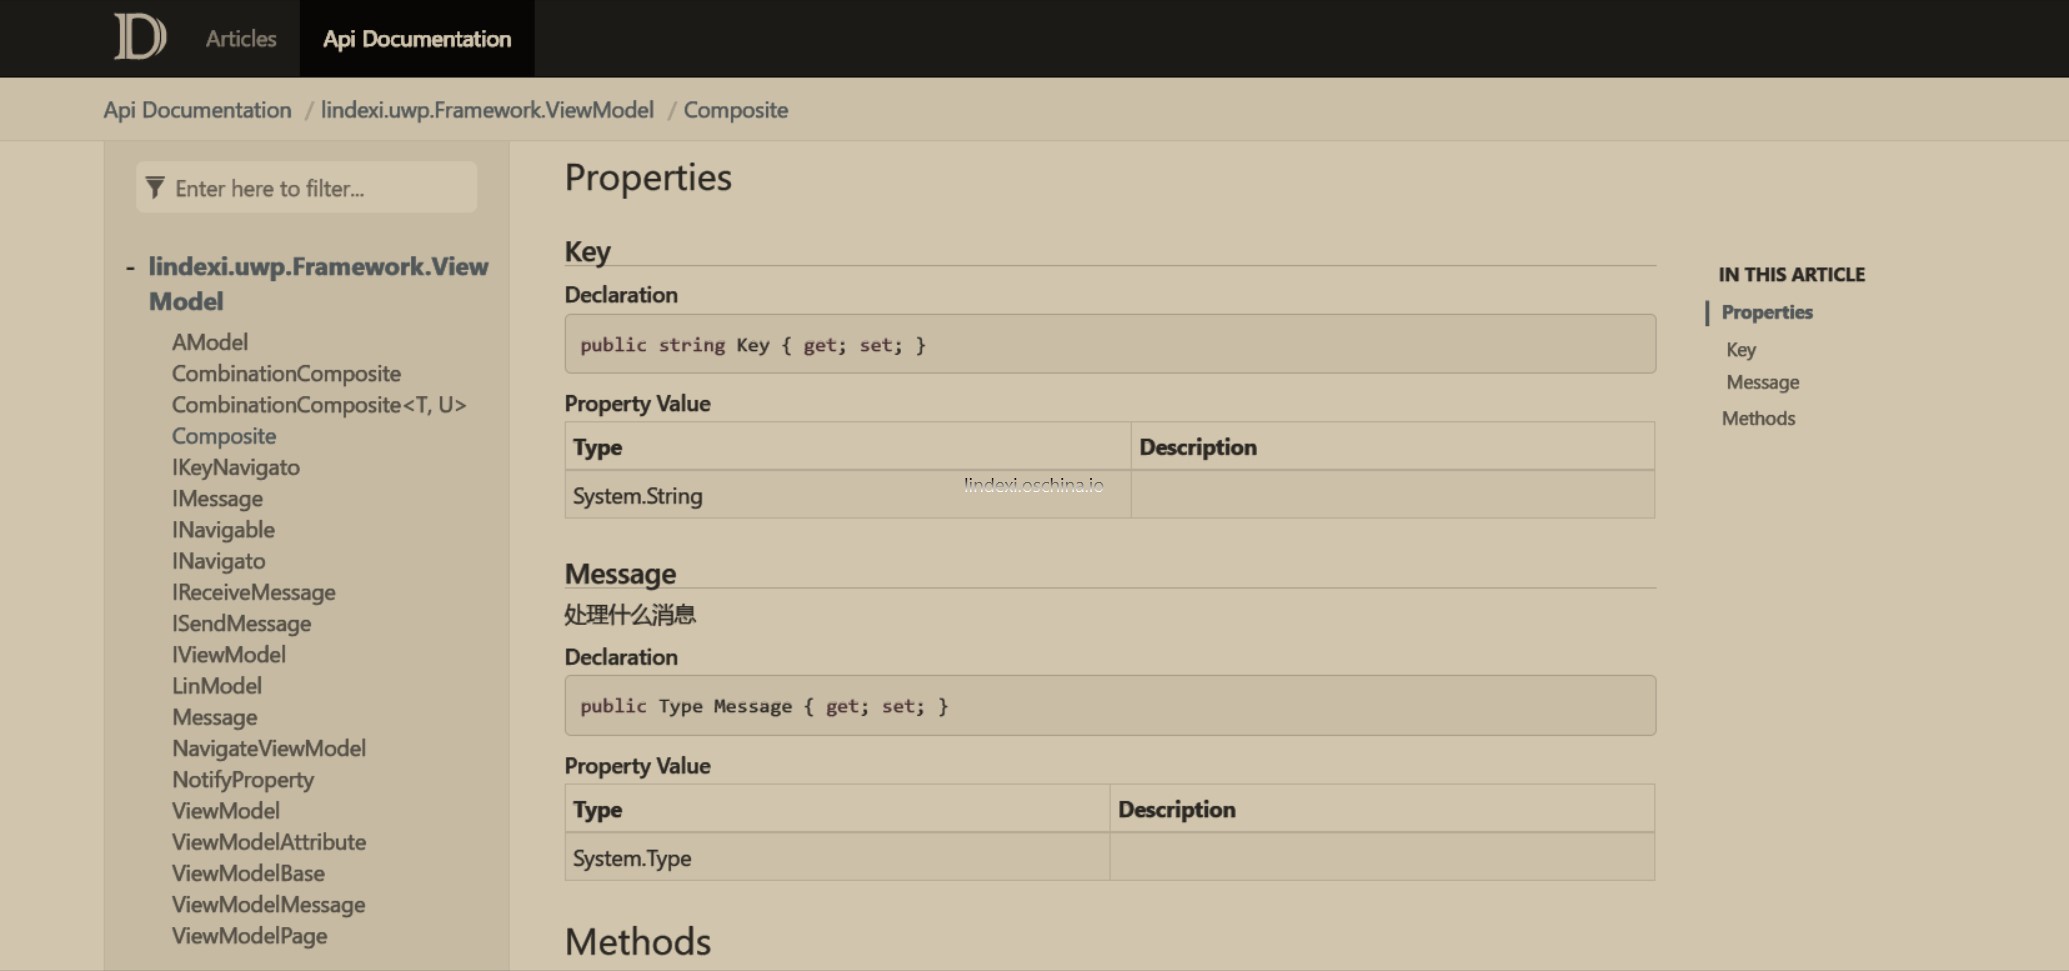 D
Articles
Api Documentation
Api Documentation / lindexi.uwp.Framework.ViewModel / Composite
Enter here to filter...
- lindexi.uwp.Framework.View
Model
AModel
CombinationComposite
CombinationComposite<T, U>
Composite
IKeyNavigato
IMessage
INavigable
INavigato
IReceiveMessage
ISendMessage
IViewModel
LinModel
Message
NavigateViewModel
NotifyProperty
ViewModel
ViewModelAttribute
ViewModelBase
ViewModelMessage
ViewModelPage
Properties
Key
Declaration
public string Key { get; set; }
Property Value
Type Description
System.String
lindexi.oschina.io
Message
处理什么消息
Declaration
public Type Message { get; set; }
Property Value
Type Description
System.Type
Methods
IN THIS ARTICLE
Properties
Key
Message
Methods